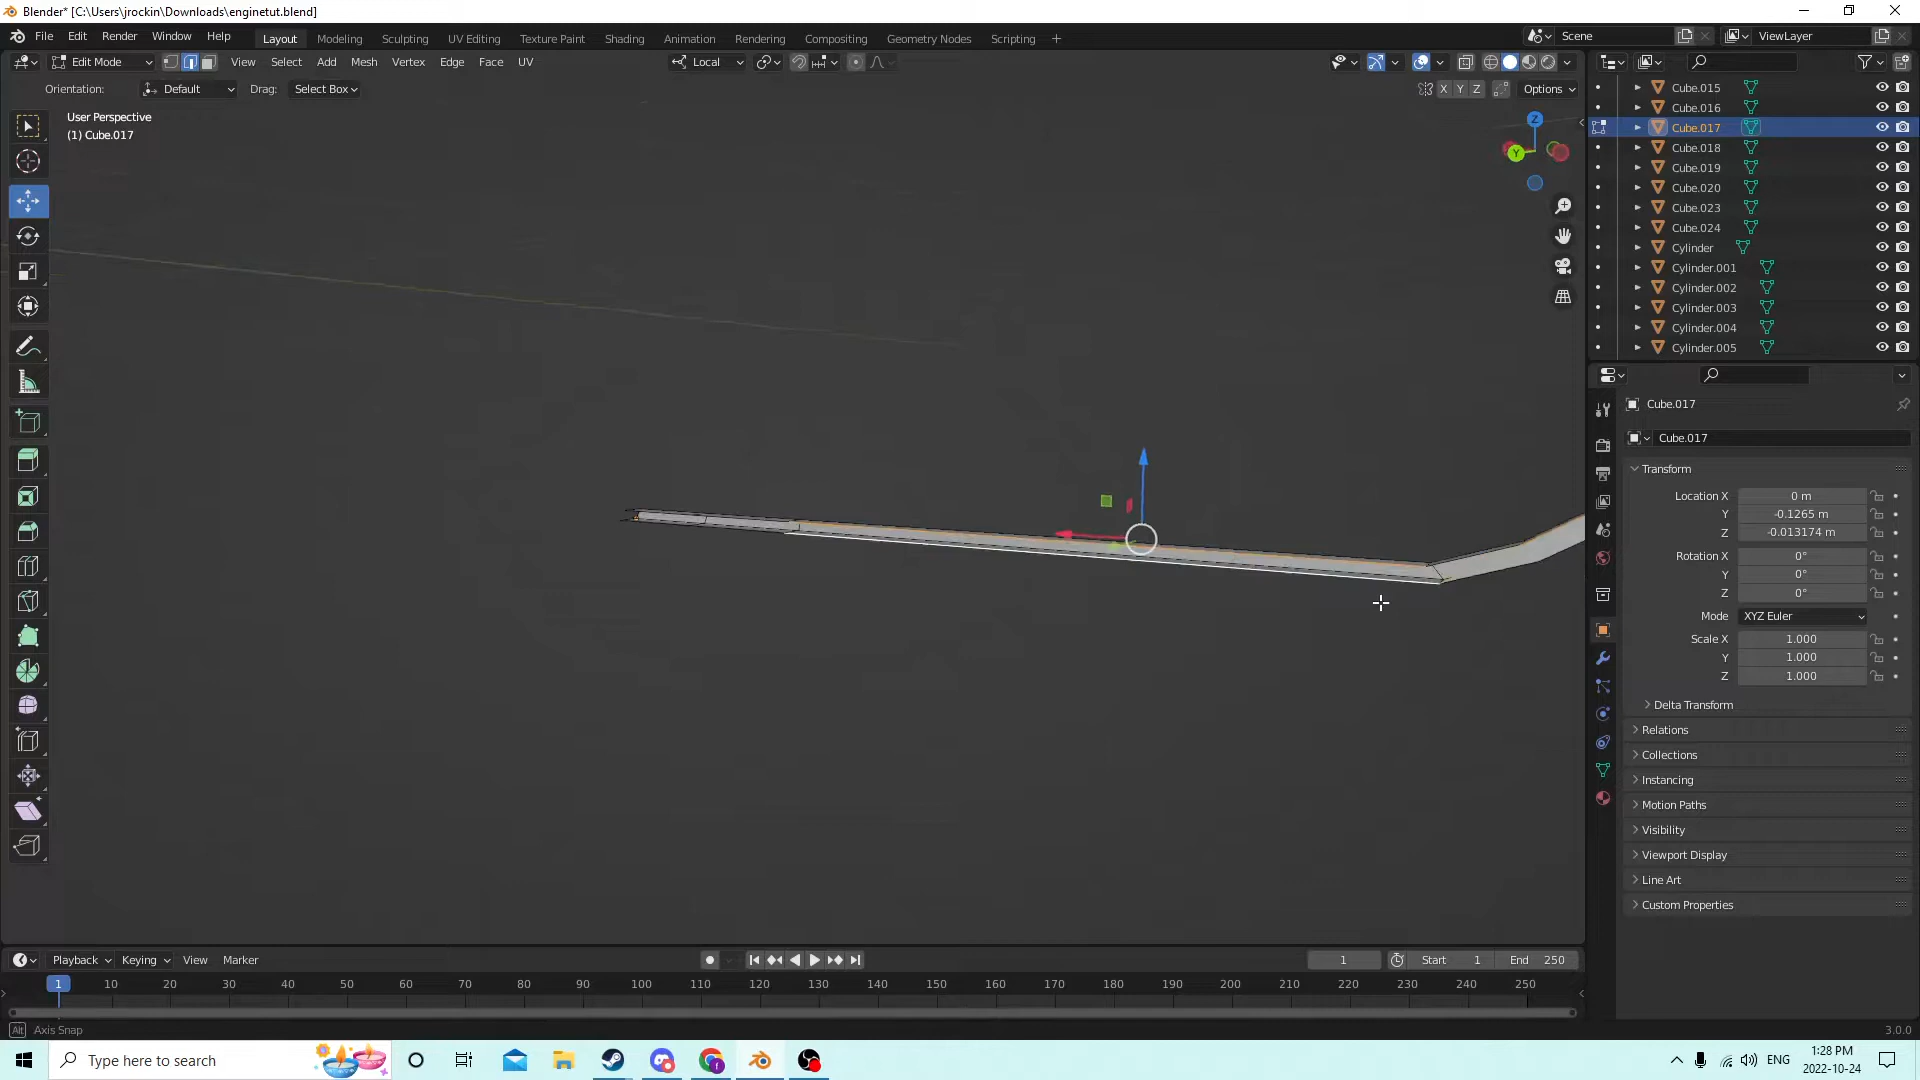 Blender* [C:\Users\jrockin\Downloads\enginetut.blend]
File Edit Render Window Help Layout Modeling Sculpting UV Editing Texture Paint Shading Animation Rendering Compositing Geometry Nodes Scripting Scene ViewLayer
Edit Mode View Select Add Mesh Vertex Edge Face UV Local
Orientation: Default Drag: Select Box X Y Z Options
User Perspective
(1) Cube.017
Z
Y
Cube.015
Cube.016
Cube.017
Cube.018
Cube.019
Cube.020
Cube.023
Cube.024
Cylinder
Cylinder.001
Cylinder.002
Cylinder.003
Cylinder.004
Cylinder.005
Cube.017
Cube.017
Transform
Location X 0 m
Y -0.1265 m
Z -0.013174 m
Rotation X 0°
Y 0°
Z 0°
Mode XYZ Euler
Scale X 1.000
Y 1.000
Z 1.000
Delta Transform
Relations
Collections
Instancing
Motion Paths
Visibility
Viewport Display
Line Art
Custom Properties
Playback Keying View Marker 1 Start 1 End 250
1 10 20 30 40 50 60 70 80 90 100 110 120 130 140 150 160 170 180 190 200 210 220 230 240 250
Alt Axis Snap 3.0.0
Type here to search ENG 1:28 PM
2022-10-24